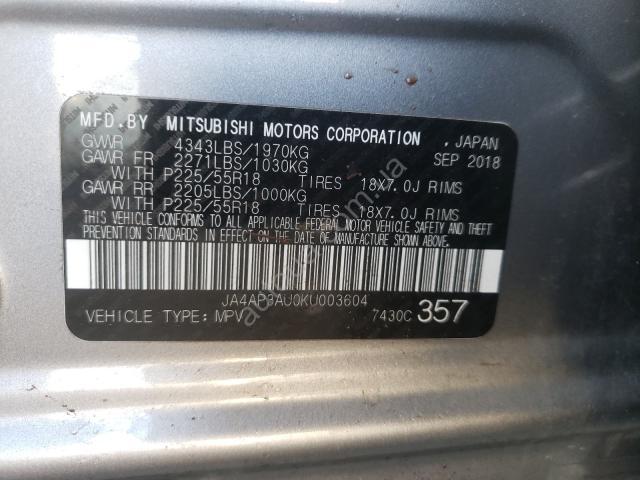 MFD.BY MITSUBISHI MOTORS CORPORATION , JAPAN
GVWR 4343LBS/1970KG SEP 2018
GAWR FR 2271LBS/1030KG
WITH P225/55R18 TIRES 18X7.0J RIMS
GAWR RR 2205LBS/1000KG
WITH P225/55R18 TIRES 18X7.0J RIMS
THIS VEHICLE CONFORMS TO ALL APPLICABLE FEDERAL MOTOR VEHICLE SAFETY AND THEFT
PREVENTION STANDARDS IN EFFECT ON THE DATE OF MANUFACTURE SHOWN ABOVE.
JA4AP3AU0KU003604
VEHICLE TYPE: MPV 7430C 357